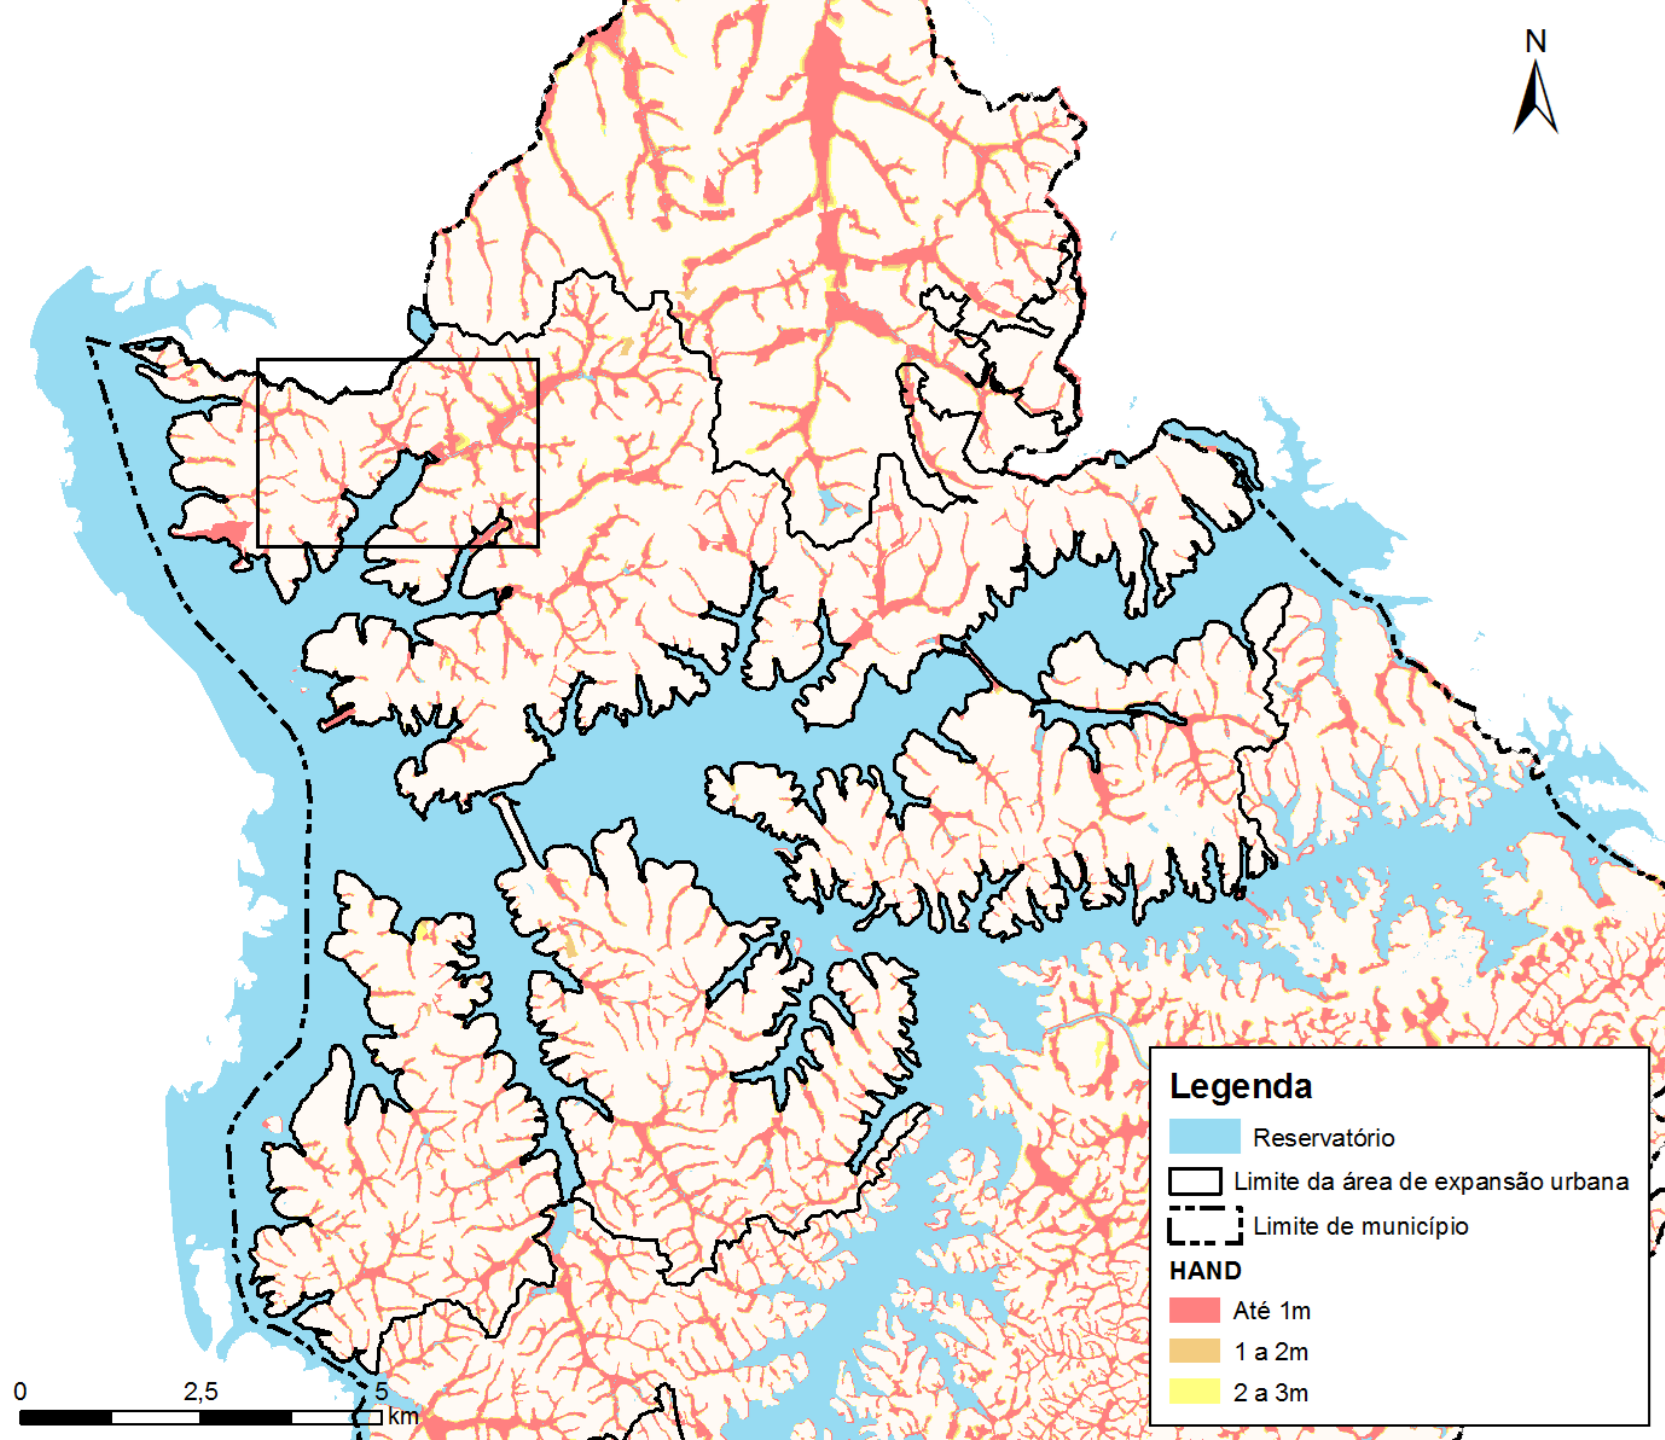 N
Legenda
Reservatório
Limite da área de expansão urbana
Limite de município
HAND
Até 1m
1 a 2m
2 a 3m
0 2,5 5
km